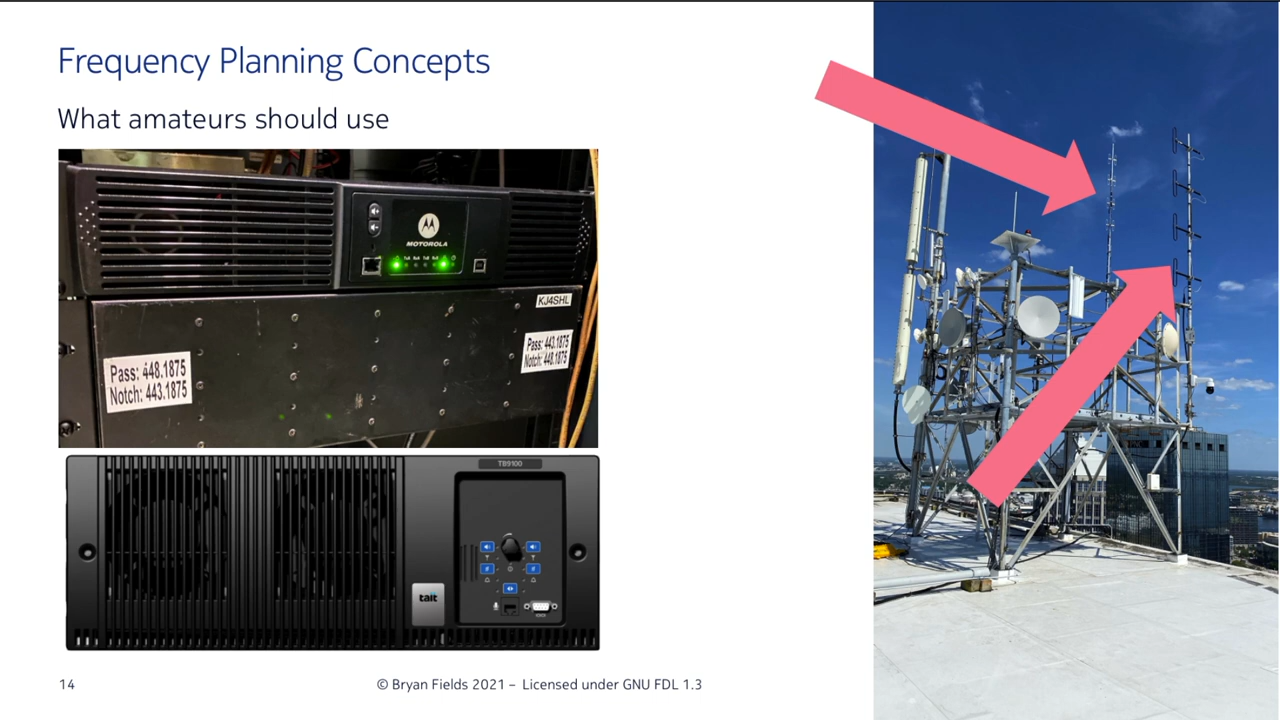 Frequency Planning Concepts
What amateurs should use
MOTOROLA
KJ4SHL
Pass: 448.1875
Notch: 443.1875
Pass: 443.1875
Notch: 448.1875
TB9100
tait
14
© Bryan Fields 2021 – Licensed under GNU FDL 1.3